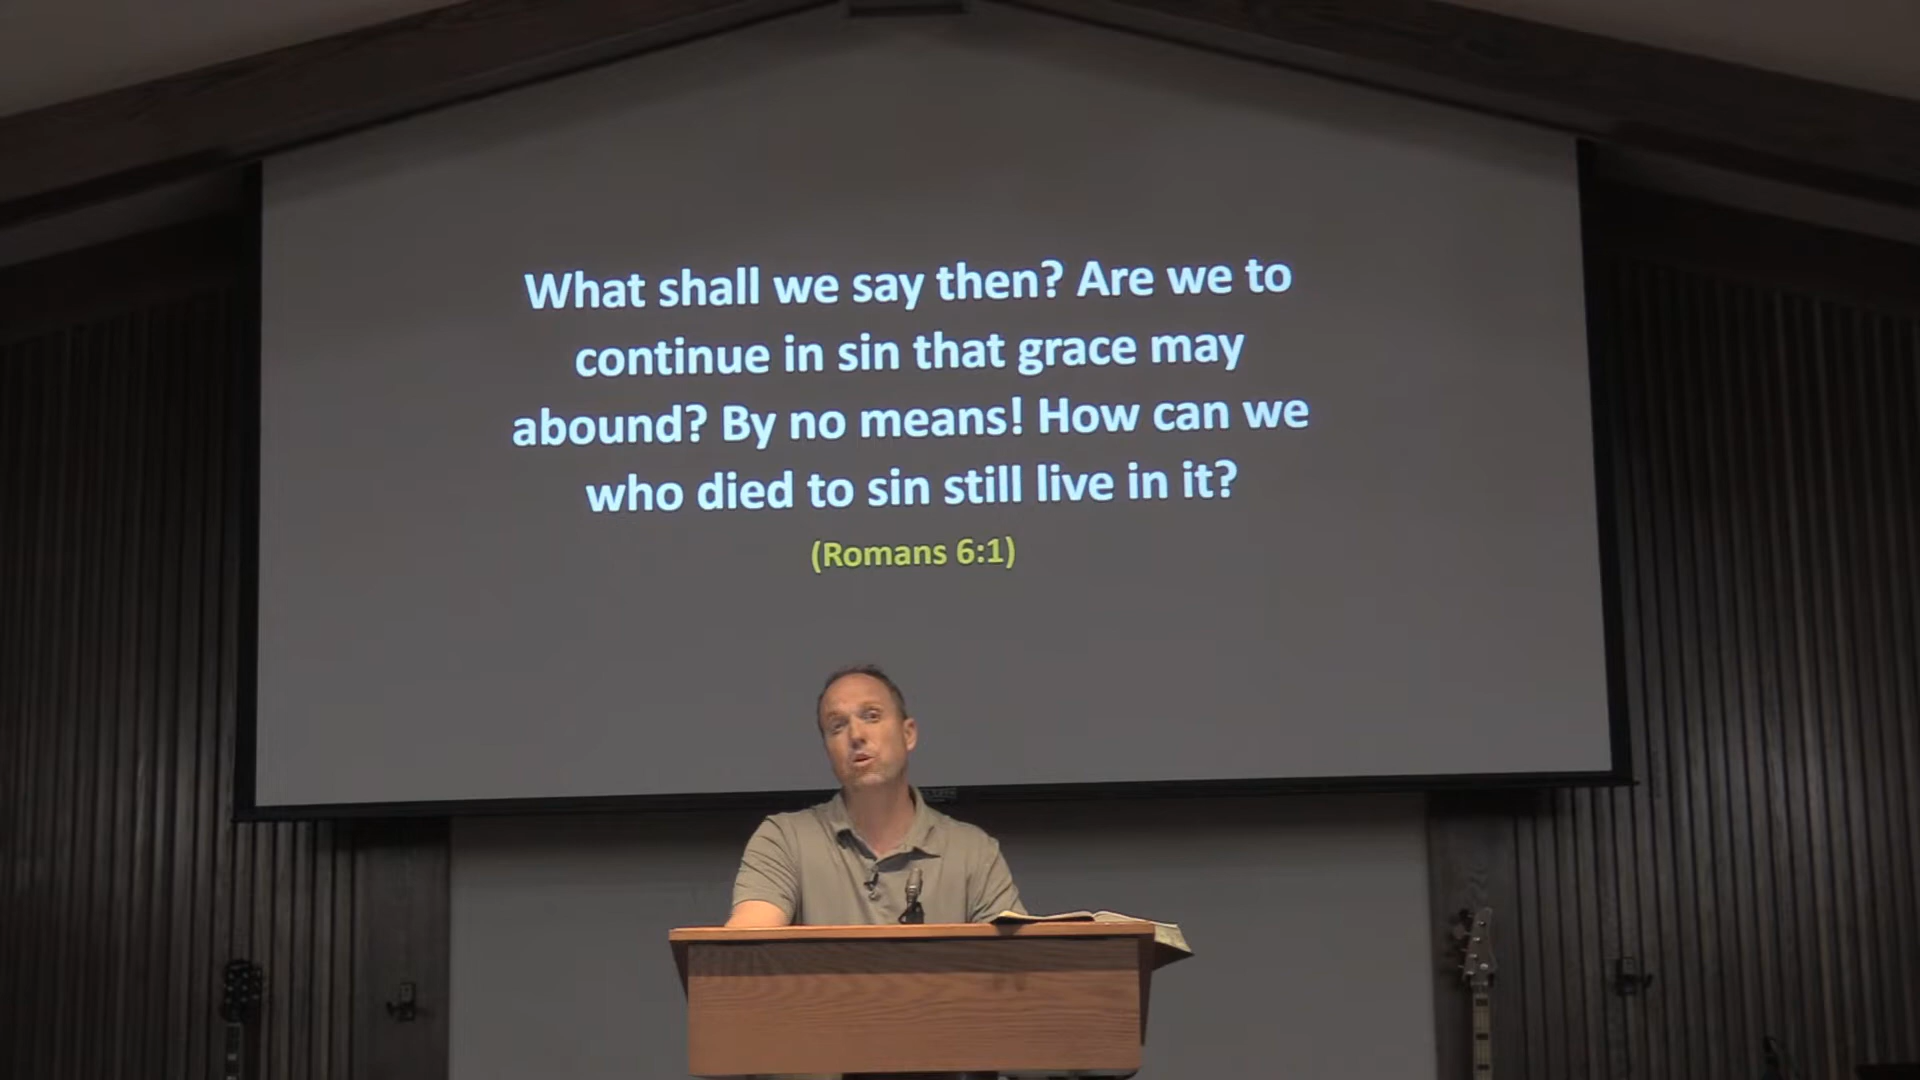 What shall we say then? Are we to
continue in sin that grace may
abound? By no means! How can we
who died to sin still live in it?
(Romans 6:1)